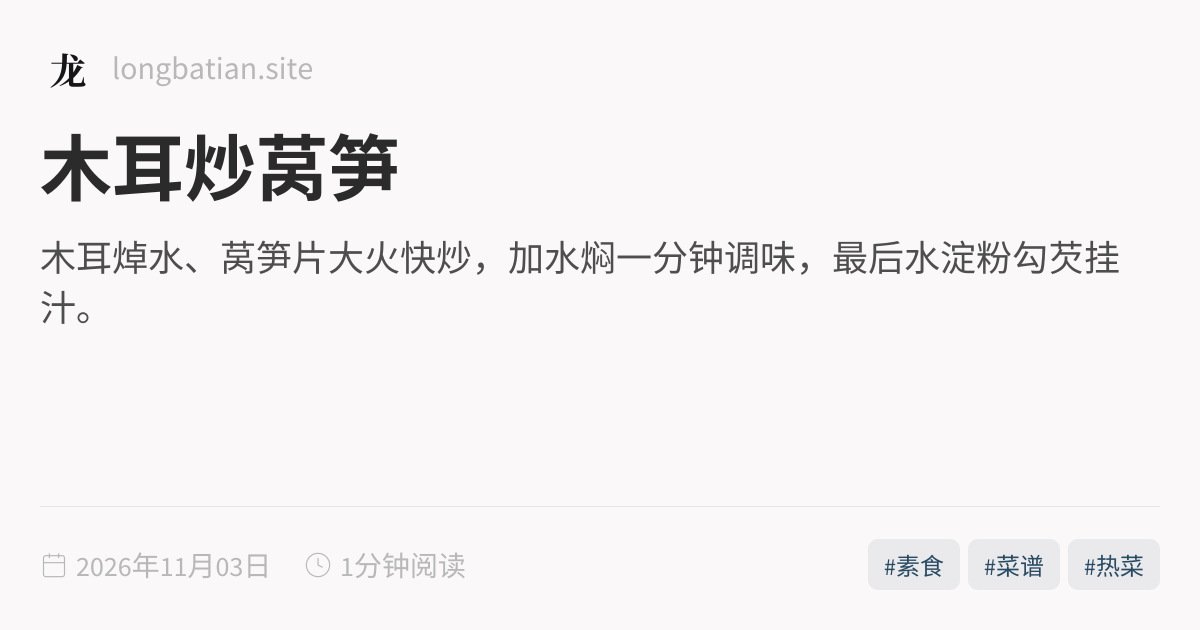 龙 longbatian.site
木耳炒莴笋
木耳焯水、莴笋片大火快炒，加水焖一分钟调味，最后水淀粉勾芡挂
汁。
2026年11月03日 1分钟阅读 #素食 #菜谱 #热菜